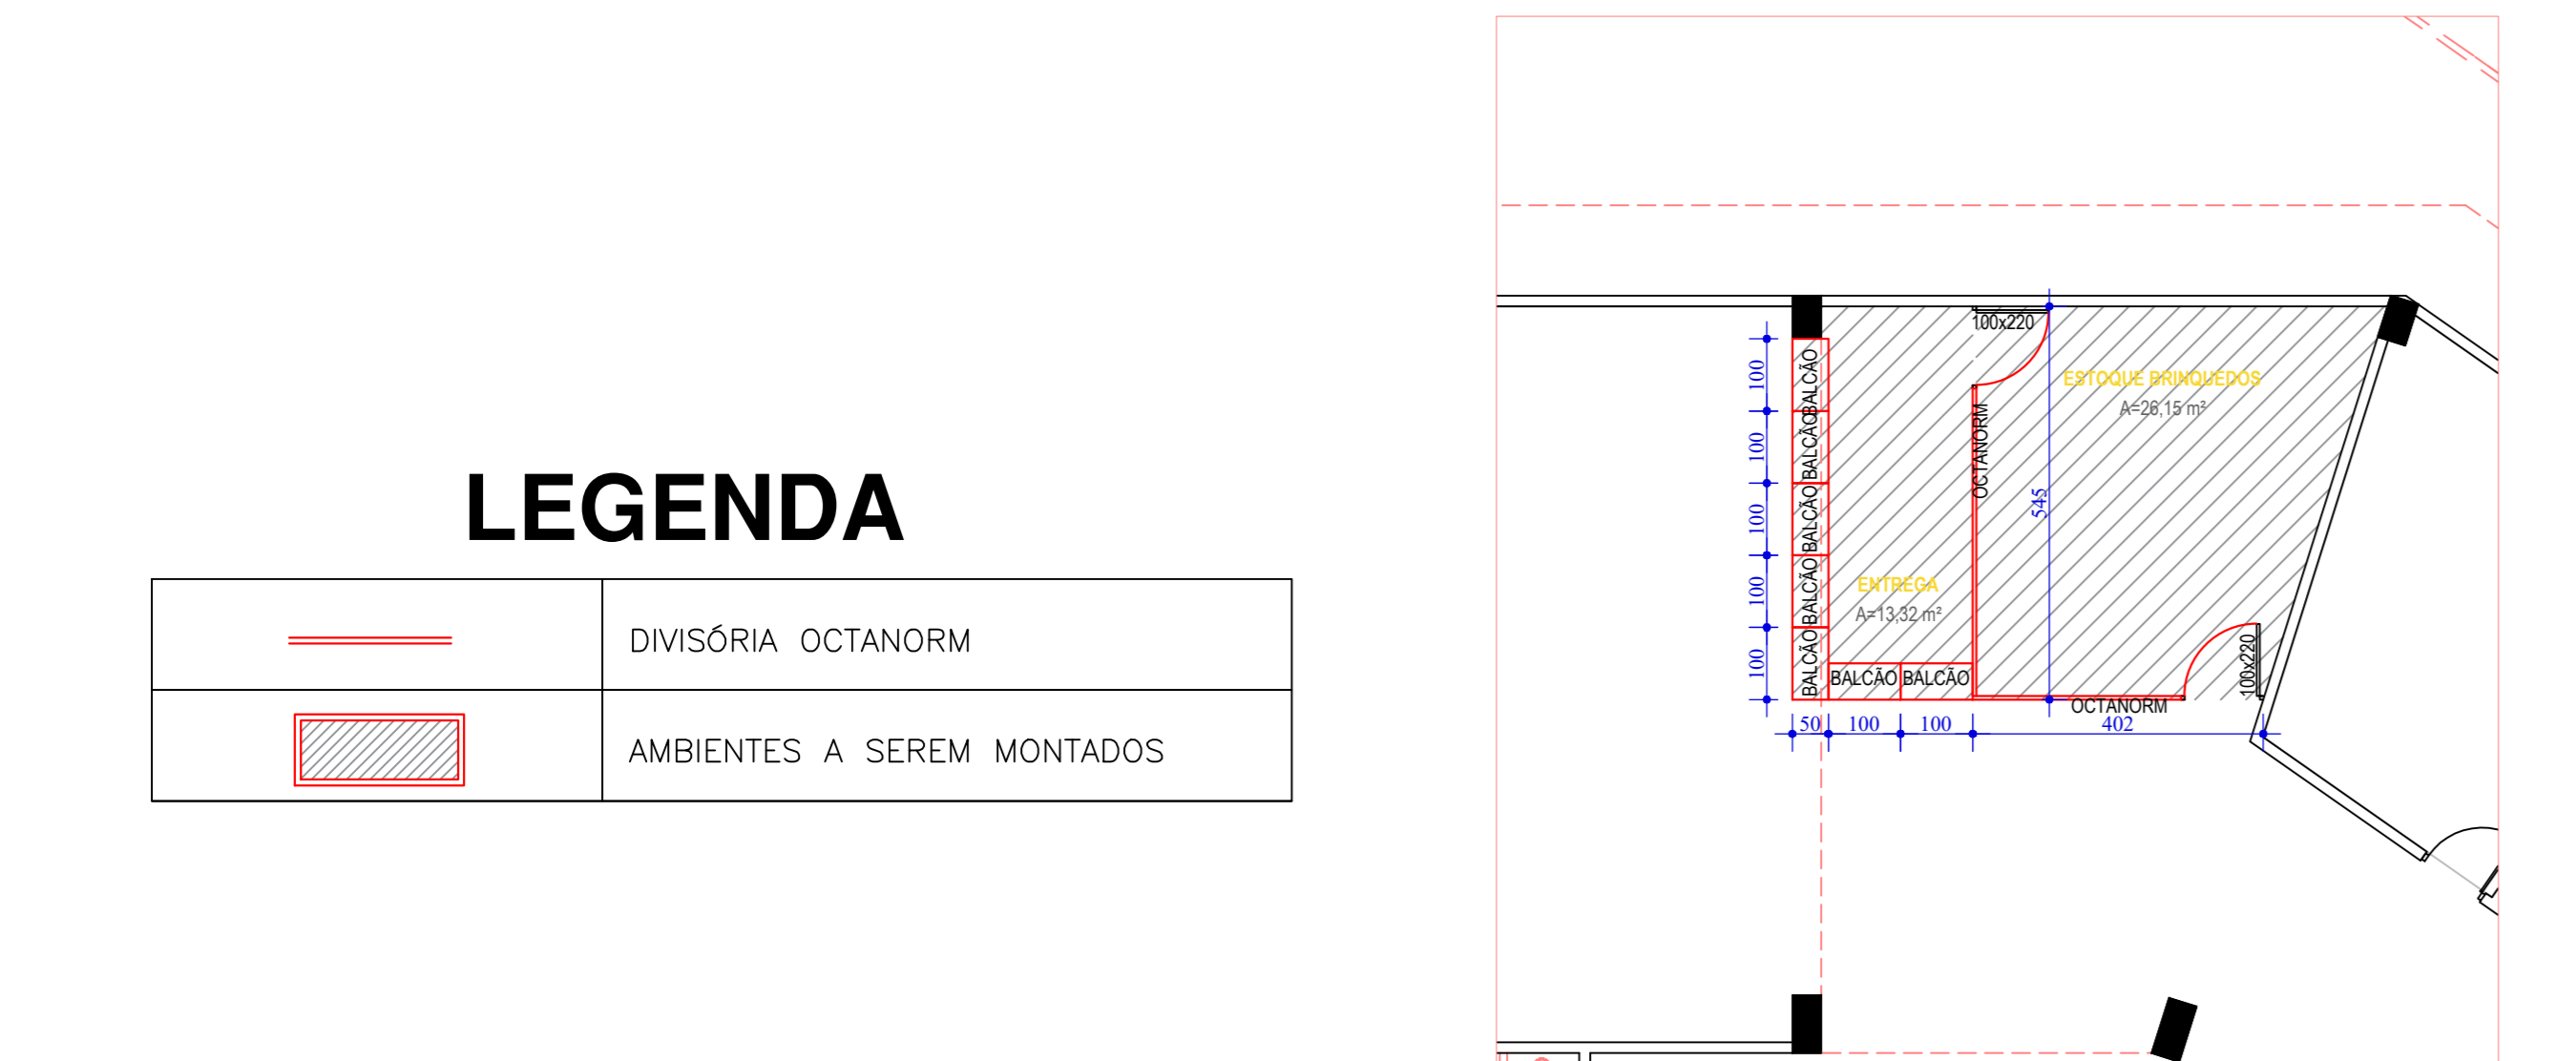 LEGENDA
DIVISÓRIA OCTANORM
AMBIENTES A SEREM MONTADOS
100x220
ESTOQUE BRINQUEDOS
A=26,15 m²
OCTANORM
545
100
100
100
100
100
BALCÃO
BALCÃO
BALCÃO
BALCÃO
BALCÃO
ENTREGA
A=13,32 m²
BALCÃO
BALCÃO
100x220
OCTANORM
50
100
100
402